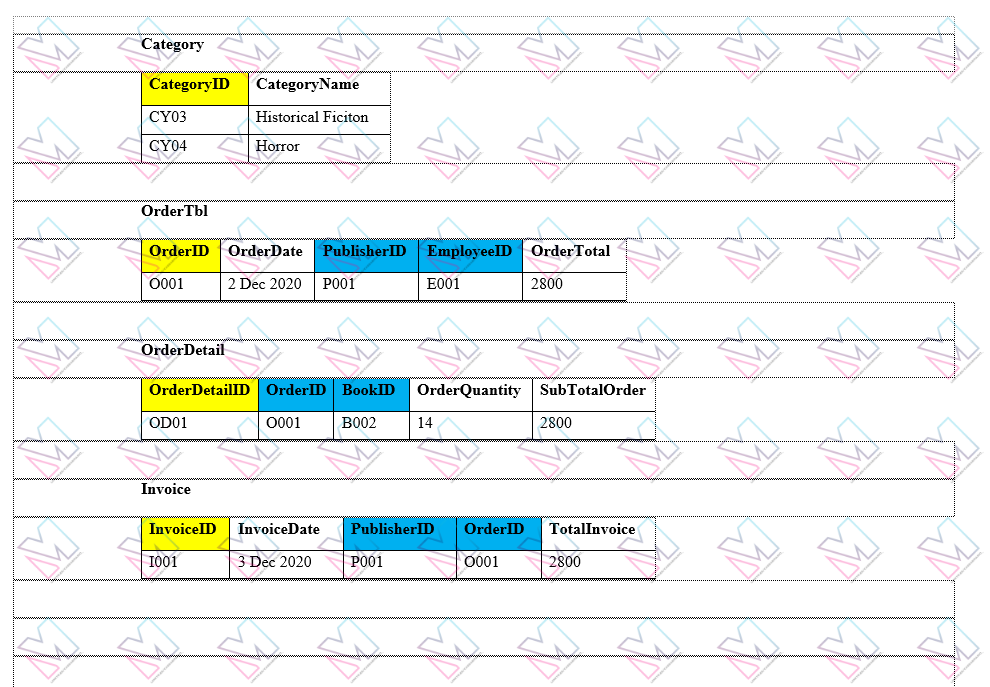 Category
CategoryID CategoryName
CY03 Historical Ficiton
CY04 Horror
OrderTbl
OrderID OrderDate PublisherID EmployeeID OrderTotal
O001 2 Dec 2020 P001 E001 2800
OrderDetail
OrderDetailID OrderID BookID OrderQuantity SubTotalOrder
OD01 O001 B002 14 2800
Invoice
InvoiceID InvoiceDate PublisherID OrderID TotalInvoice
I001 3 Dec 2020 P001 O001 2800